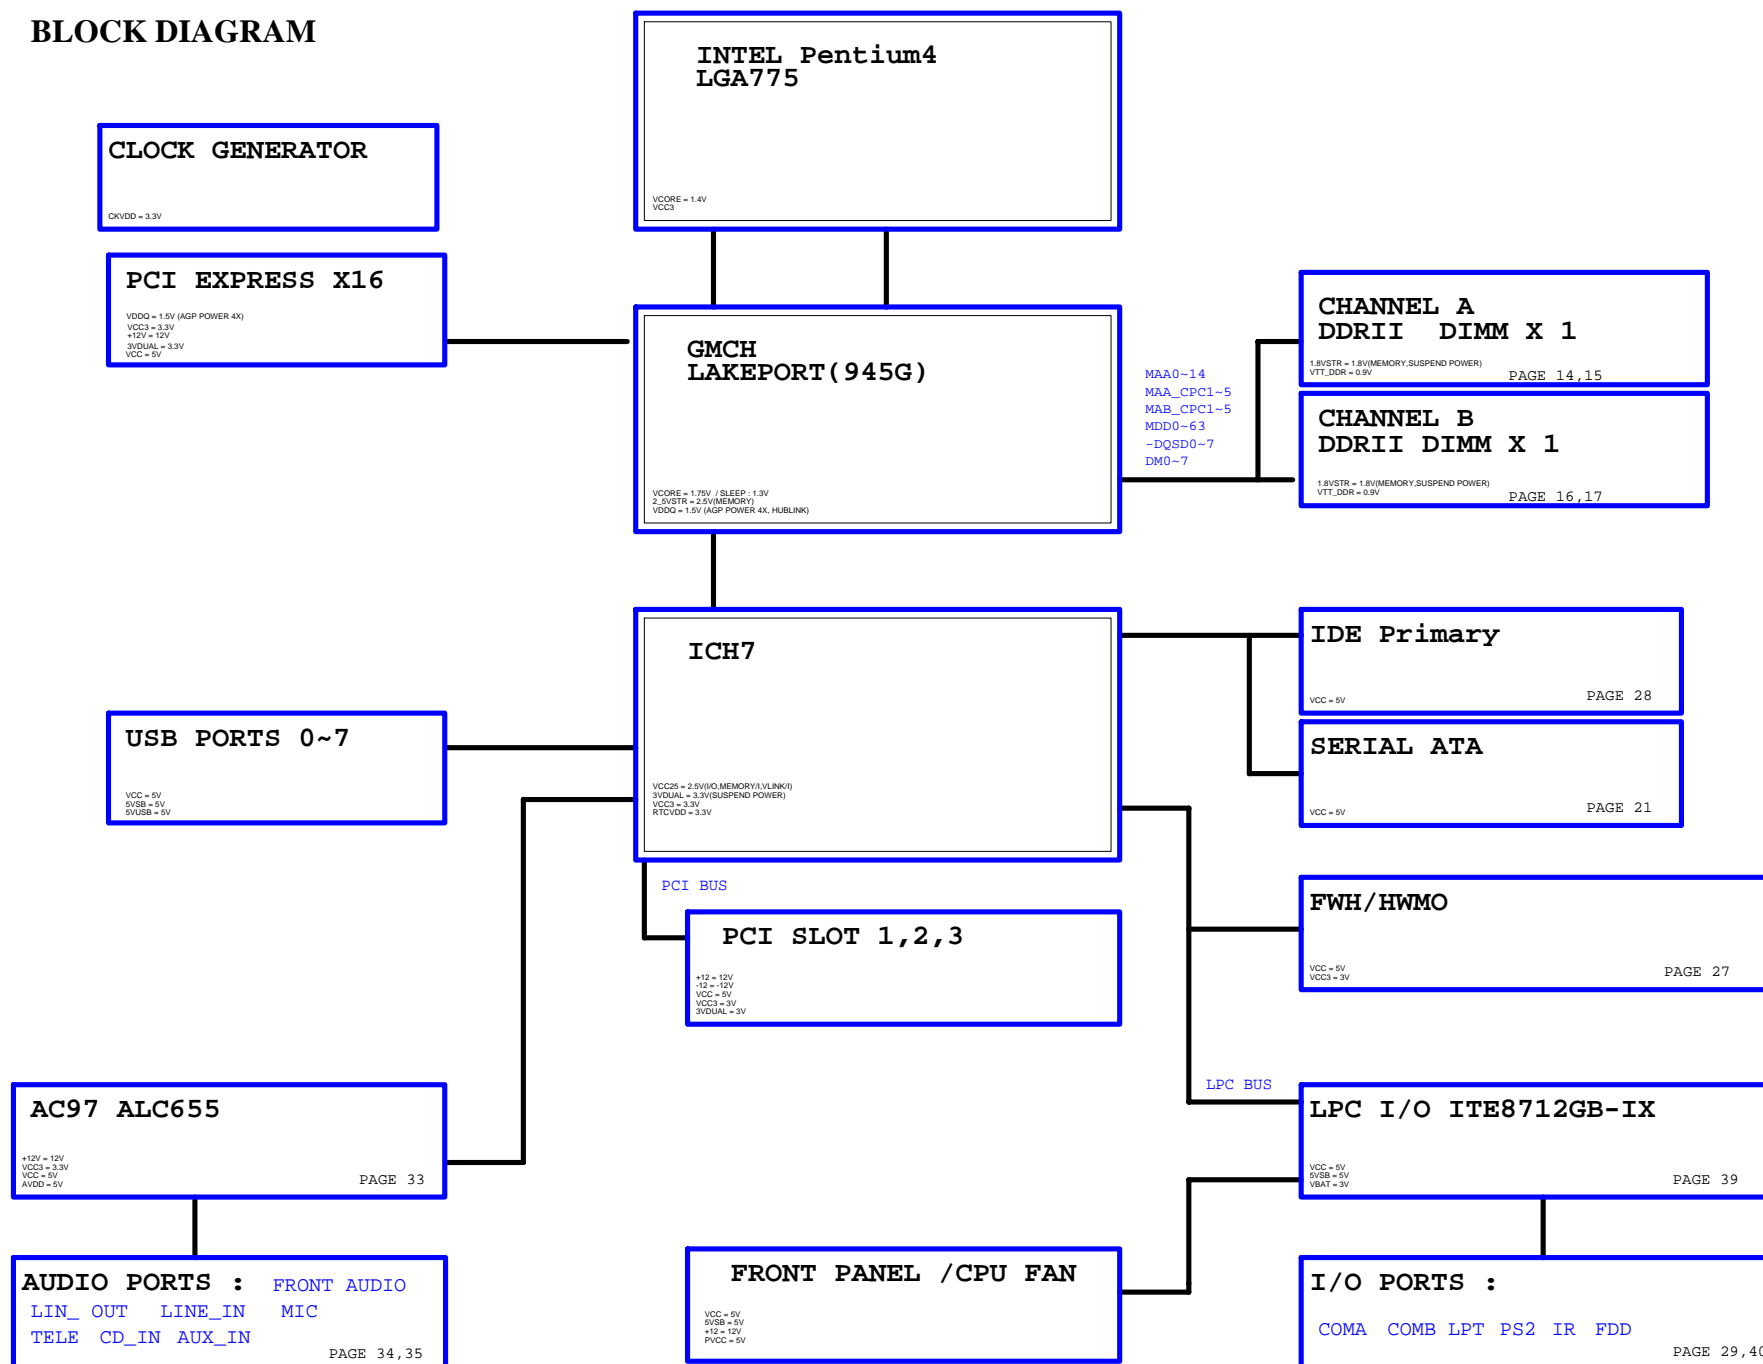 BLOCK DIAGRAM
INTEL Pentium4
LGA775
VCORE = 1.4V
VCC3
CLOCK GENERATOR
CKVDD = 3.3V
PCI EXPRESS X16
VDDQ = 1.5V (AGP POWER 4X)
VCC3 = 3.3V
+12V = 12V
3VDUAL = 3.3V
VCC = 5V
GMCH
LAKEPORT(945G)
VCORE = 1.75V / SLEEP : 1.3V
2_5VSTR = 2.5V(MEMORY)
VDDQ = 1.5V (AGP POWER 4X, HUBLINK)
MAA0~14
MAA_CPC1~5
MAB_CPC1~5
MDD0~63
-DQSD0~7
DM0~7
CHANNEL A
DDRII DIMM X 1
1.8VSTR = 1.8V(MEMORY,SUSPEND POWER)
VTT_DDR = 0.9V
PAGE 14,15
CHANNEL B
DDRII DIMM X 1
1.8VSTR = 1.8V(MEMORY,SUSPEND POWER)
VTT_DDR = 0.9V
PAGE 16,17
ICH7
VCC25 = 2.5V(I/O,MEMORY/I,VLINK/I)
3VDUAL = 3.3V(SUSPEND POWER)
VCC3 = 3.3V
RTCVDD = 3.3V
IDE Primary
VCC = 5V
PAGE 28
SERIAL ATA
VCC = 5V
PAGE 21
USB PORTS 0~7
VCC = 5V
5VSB = 5V
5VUSB = 5V
PCI BUS
PCI SLOT 1,2,3
+12 = 12V
-12 = -12V
VCC = 5V
VCC3 = 3V
3VDUAL = 3V
FWH/HWMO
VCC = 5V
VCC3 = 3V
PAGE 27
LPC BUS
AC97 ALC655
+12V = 12V
VCC3 = 3.3V
VCC = 5V
AVDD = 5V
PAGE 33
LPC I/O ITE8712GB-IX
VCC = 5V
5VSB = 5V
VBAT = 3V
PAGE 39
AUDIO PORTS : FRONT AUDIO
LIN_ OUT LINE_IN MIC
TELE CD_IN AUX_IN
PAGE 34,35
FRONT PANEL /CPU FAN
VCC = 5V
5VSB = 5V
+12 = 12V
PVCC = 5V
I/O PORTS :
COMA COMB LPT PS2 IR FDD
PAGE 29,40